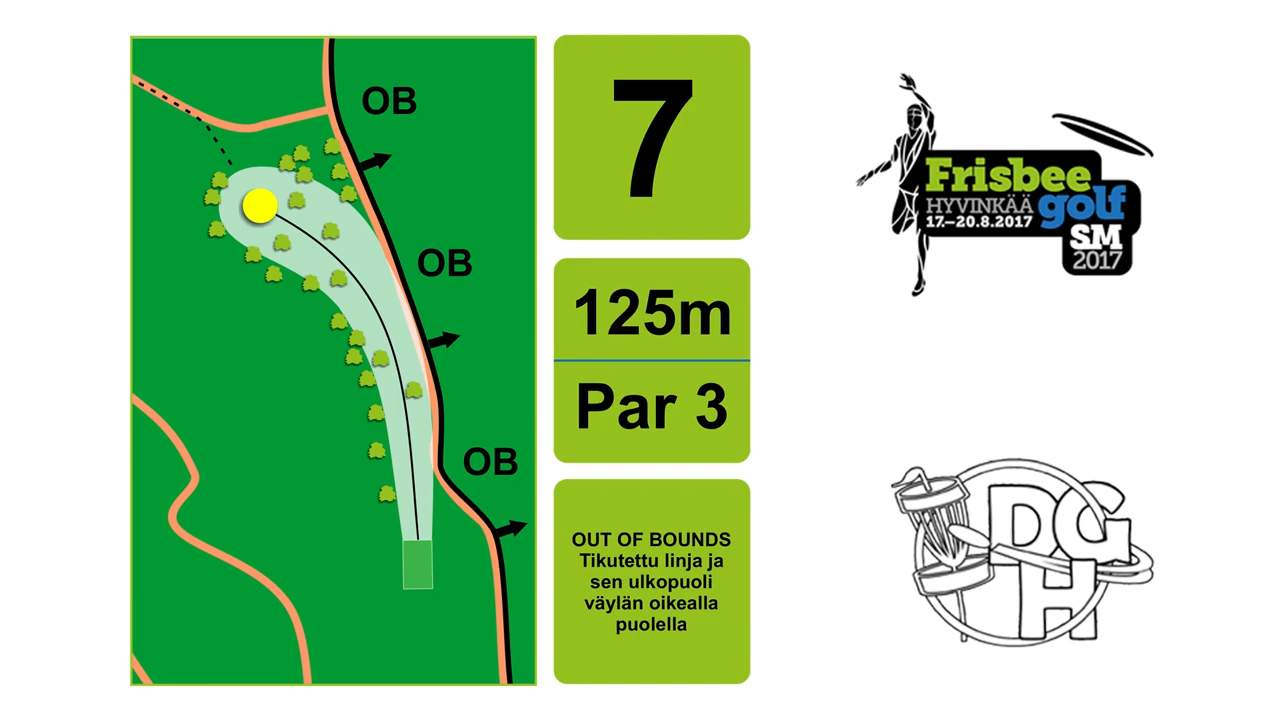 OB
OB
OB
7
125m
Par 3
OUT OF BOUNDS
Tikutettu linja ja
sen ulkopuoli
väylän oikealla
puolella
Frisbee
HYVINKÄÄ golf
17.–20.8.2017
SM
2017
DG
H